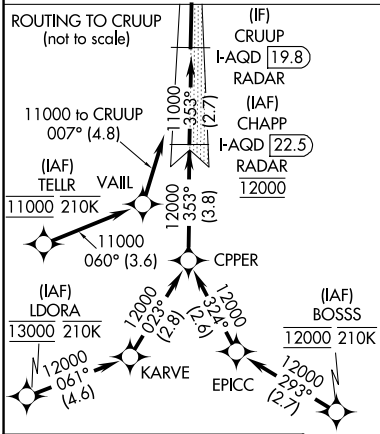 ROUTING TO CRUUP
(not to scale)
(IF)
CRUUP
I-AQD 19.8
RADAR
11000
353°
(2.7)
(IAF)
CHAPP
I-AQD 22.5
RADAR
12000
11000 to CRUUP
007° (4.8)
(IAF)
TELLR
11000 210K
VAIIL
11000
060° (3.6)
12000
353°
(3.8)
CPPER
(IAF)
LDORA
13000 210K
12000
023°
(2.8)
12000
324°
(2.6)
(IAF)
BOSSS
12000 210K
12000
061°
(4.6)
KARVE
EPICC
12000
293°
(2.7)